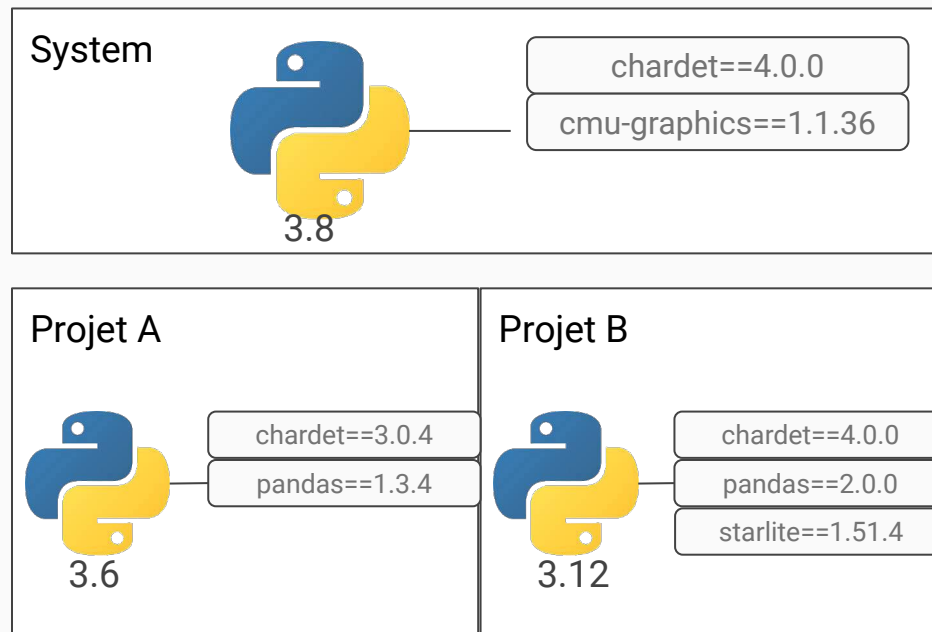 System
chardet==4.0.0
cmu-graphics==1.1.36
3.8
Projet A
chardet==3.0.4
pandas==1.3.4
3.6
Projet B
chardet==4.0.0
pandas==2.0.0
starlite==1.51.4
3.12